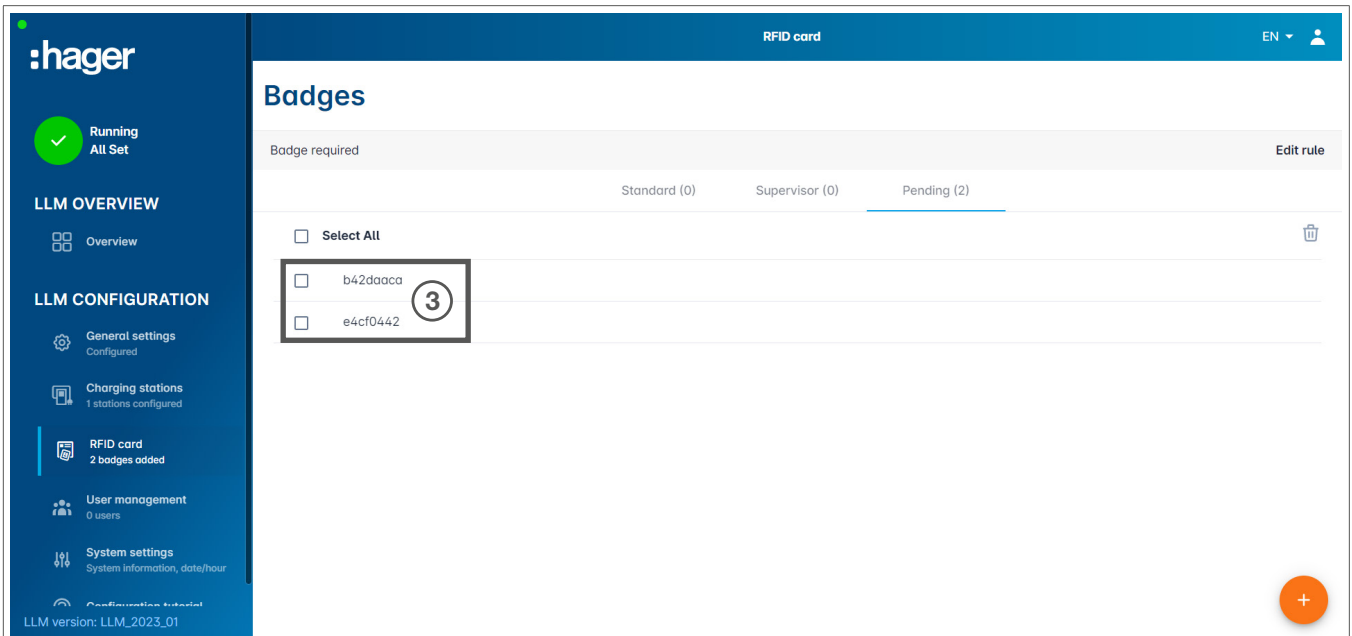 :hager
Running
All Set
LLM OVERVIEW
Overview
LLM CONFIGURATION
General settings
Configured
Charging stations
1 stations configured
RFID card
2 badges added
User management
0 users
System settings
System information, date/hour
Configuration tutorial
LLM version: LLM_2023_01
RFID card
EN
Badges
Badge required
Edit rule
Standard (0) Supervisor (0) Pending (2)
Select All
b42daaca
3
e4cf0442
+